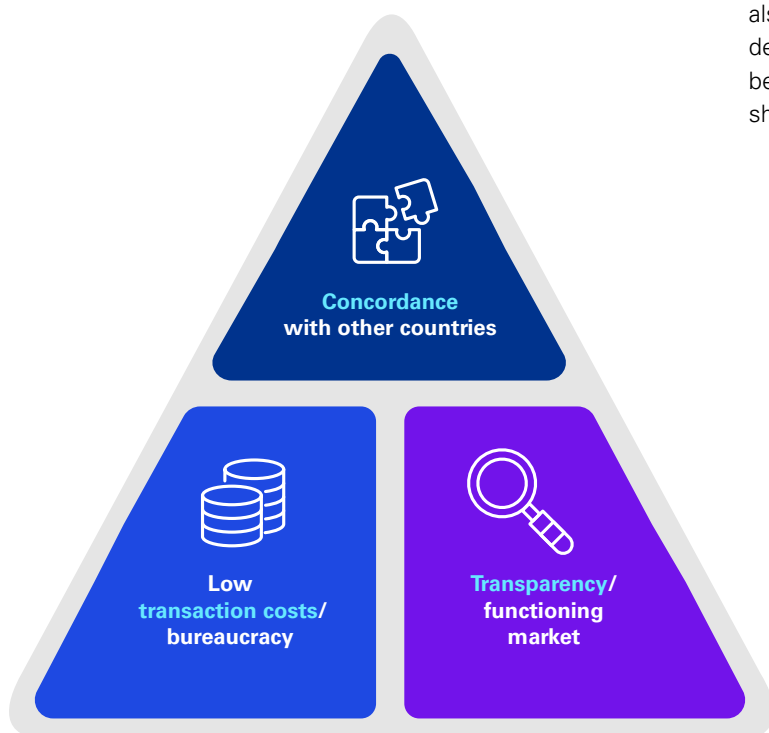 Concordance
with other countries
Low
transaction costs/
bureaucracy
Transparency/
functioning
market